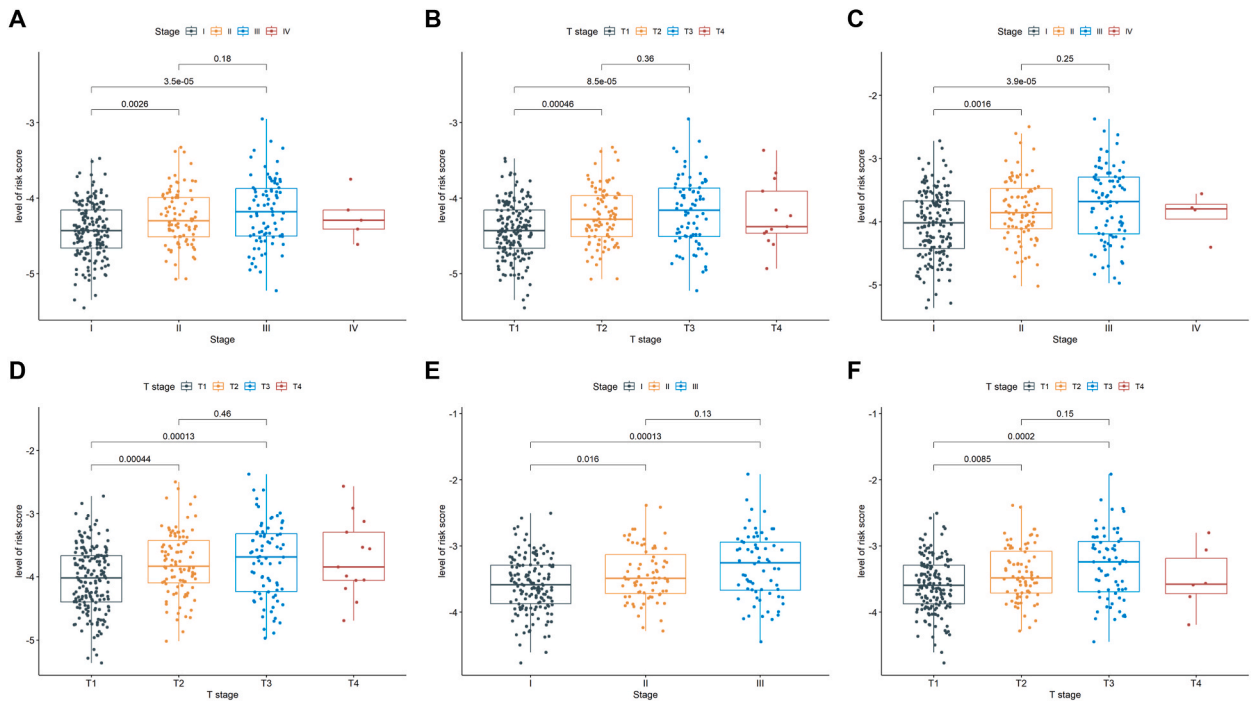 A
Stage I II III IV
0.18
3.5e-05
0.0026
level of risk score
-3
-4
-5
I II III IV
Stage
B
T stage T1 T2 T3 T4
0.36
8.5e-05
0.00046
level of risk score
-3
-4
-5
T1 T2 T3 T4
T stage
C
Stage I II III IV
0.25
3.9e-05
0.0016
level of risk score
-2
-3
-4
-5
I II III IV
Stage
D
T stage T1 T2 T3 T4
0.46
0.00013
0.00044
level of risk score
-2
-3
-4
-5
T1 T2 T3 T4
T stage
E
Stage I II III
0.13
0.00013
0.016
level of risk score
-1
-2
-3
-4
I II III
Stage
F
T stage T1 T2 T3 T4
0.15
0.0002
0.0085
level of risk score
-1
-2
-3
-4
T1 T2 T3 T4
T stage